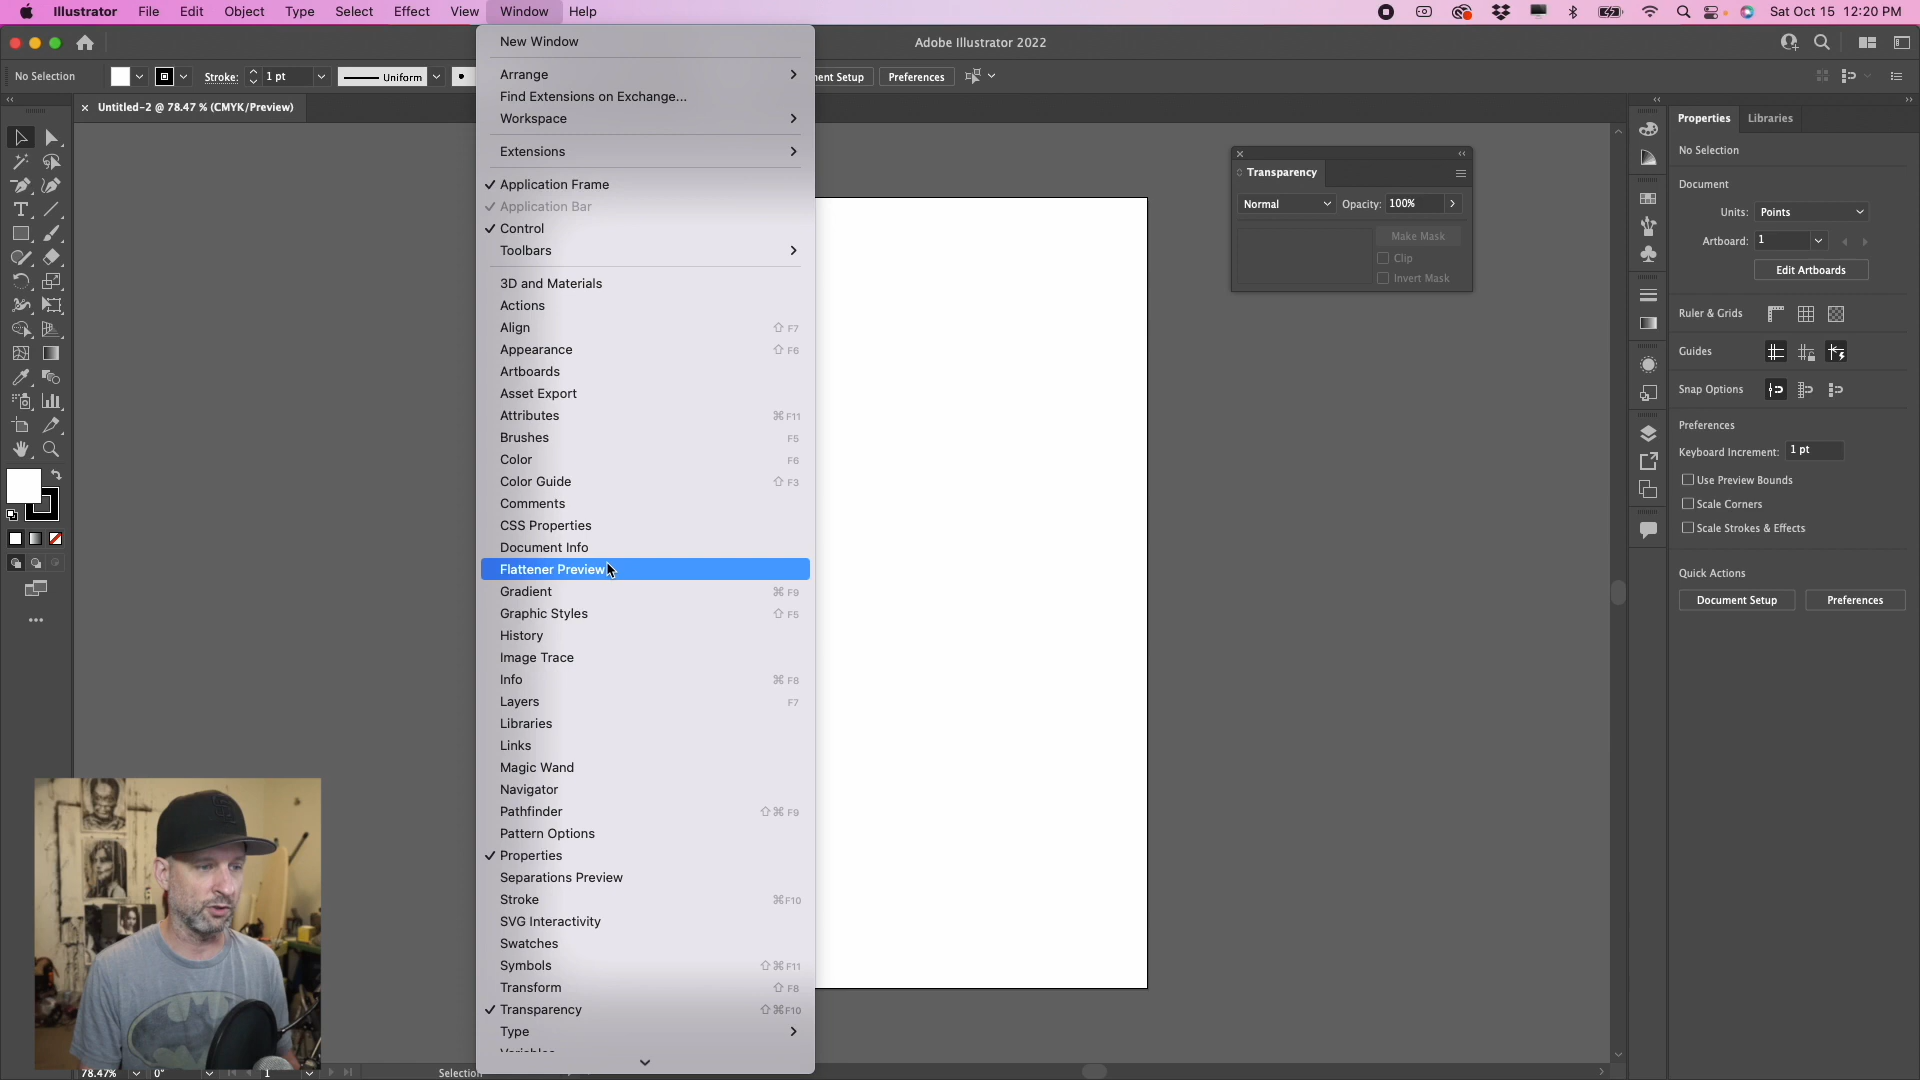 Illustrator File Edit Object Type Select Effect View Window Help
Sat Oct 15 12:20 PM
Adobe Illustrator 2022
No Selection
Stroke: 1 pt
Uniform
ment Setup
Preferences
× Untitled-2 @ 78.47 % (CMYK/Preview)
New Window
Arrange
Find Extensions on Exchange...
Workspace
Extensions
✓ Application Frame
✓ Application Bar
✓ Control
Toolbars
3D and Materials
Actions
Align ⇧ F7
Appearance ⇧ F6
Artboards
Asset Export
Attributes ⌘F11
Brushes F5
Color F6
Color Guide ⇧ F3
Comments
CSS Properties
Document Info
Flattener Preview
Gradient ⌘ F9
Graphic Styles ⇧ F5
History
Image Trace
Info ⌘ F8
Layers F7
Libraries
Links
Magic Wand
Navigator
Pathfinder ⇧⌘ F9
Pattern Options
✓ Properties
Separations Preview
Stroke ⌘F10
SVG Interactivity
Swatches
Symbols ⇧⌘F11
Transform ⇧ F8
✓ Transparency ⇧⌘F10
Type
Transparency
Normal Opacity: 100%
Make Mask
Clip
Invert Mask
Properties Libraries
No Selection
Document
Units: Points
Artboard: 1
Edit Artboards
Ruler & Grids
Guides
Snap Options
Preferences
Keyboard Increment: 1 pt
Use Preview Bounds
Scale Corners
Scale Strokes & Effects
Quick Actions
Document Setup Preferences
78.47% 0° 1 Selection